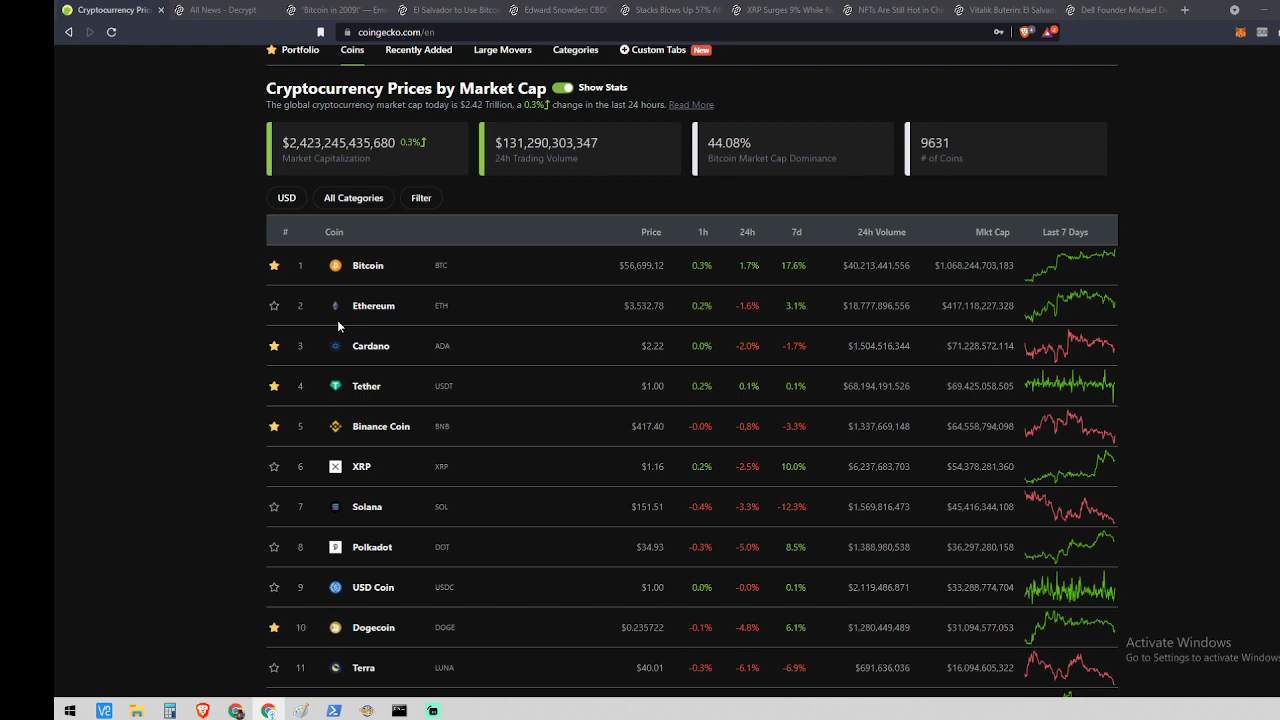 Cryptocurrency Pric
All News - Decrypt
'Bitcoin in 2009!' — Em
El Salvador to Use Bitco
Edward Snowden: CBDC
Stacks Blows Up 57% A
XRP Surges 9% While Ri
NFTs Are Still Hot in Ch
Vitalik Buterin: El Salvad
Dell Founder Michael De
coingecko.com/en
Portfolio
Coins
Recently Added
Large Movers
Categories
Custom Tabs
New
Cryptocurrency Prices by Market Cap
Show Stats
The global cryptocurrency market cap today is $2.42 Trillion, a 0.3% change in the last 24 hours. Read More
$2,423,245,435,680 0.3%
Market Capitalization
$131,290,303,347
24h Trading Volume
44.08%
Bitcoin Market Cap Dominance
9631
# of Coins
USD
All Categories
Filter
# Coin Price 1h 24h 7d 24h Volume Mkt Cap Last 7 Days
1 Bitcoin BTC $56,699.12 0.3% 1.7% 17.6% $40,213,441,556 $1,068,244,703,183
2 Ethereum ETH $3,532.78 0.2% -1.6% 3.1% $18,777,896,556 $417,118,227,328
3 Cardano ADA $2.22 0.0% -2.0% -1.7% $1,504,516,344 $71,228,572,114
4 Tether USDT $1.00 0.2% 0.1% 0.1% $68,194,191,526 $69,425,058,505
5 Binance Coin BNB $417.40 -0.0% -0.8% -3.3% $1,337,669,148 $64,558,794,098
6 XRP XRP $1.16 0.2% -2.5% 10.0% $6,237,683,703 $54,378,281,360
7 Solana SOL $151.51 -0.4% -3.3% -12.3% $1,569,816,473 $45,416,344,108
8 Polkadot DOT $34.93 -0.3% -5.0% 8.5% $1,388,980,538 $36,297,280,158
9 USD Coin USDC $1.00 0.0% -0.0% 0.1% $2,119,486,871 $33,288,774,704
10 Dogecoin DOGE $0.235722 -0.1% -4.8% 6.1% $1,280,449,489 $31,094,577,053
11 Terra LUNA $40.01 -0.3% -6.1% -6.9% $691,636,036 $16,094,605,322
Activate Windows
Go to Settings to activate Windows